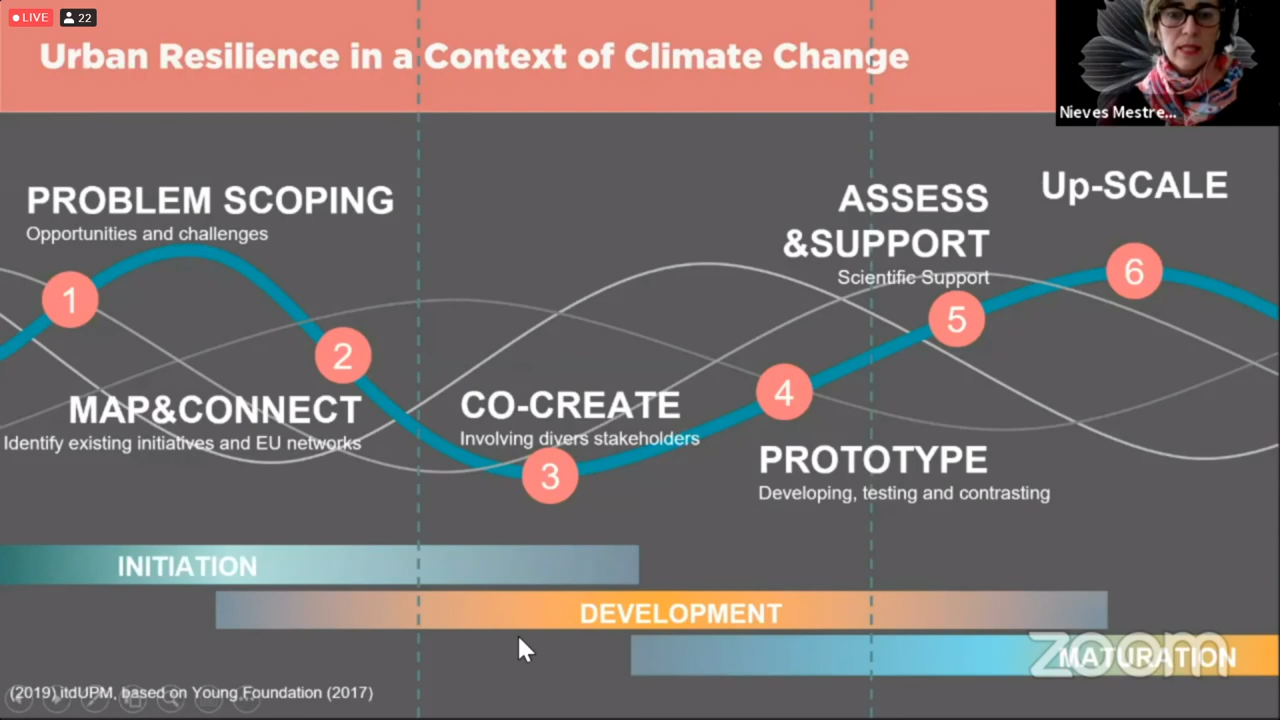 LIVE 22
Urban Resilience in a Context of Climate Change
Nieves Mestre...
PROBLEM SCOPING
Opportunities and challenges
1
2
MAP&CONNECT
Identify existing initiatives and EU networks
CO-CREATE
Involving divers stakeholders
3
4
PROTOTYPE
Developing, testing and contrasting
ASSESS
&SUPPORT
Scientific Support
5
Up-SCALE
6
INITIATION
DEVELOPMENT
MATURATION
zoom
(2019) itdUPM, based on Young Foundation (2017)